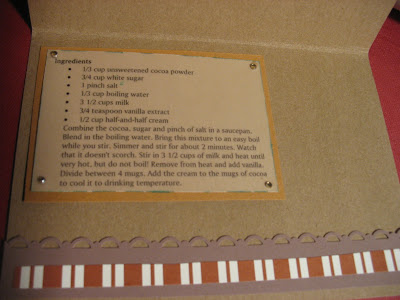 Ingredients
• 1/3 cup unsweetened cocoa powder
• 3/4 cup white sugar
• 1 pinch salt
• 1/3 cup boiling water
• 3 1/2 cups milk
• 3/4 teaspoon vanilla extract
• 1/2 cup half-and-half cream
Combine the cocoa, sugar and pinch of salt in a saucepan.
Blend in the boiling water. Bring this mixture to an easy boil
while you stir. Simmer and stir for about 2 minutes. Watch
that it doesn't scorch. Stir in 3 1/2 cups of milk and heat until
very hot, but do not boil! Remove from heat and add vanilla.
Divide between 4 mugs. Add the cream to the mugs of cocoa
to cool it to drinking temperature.